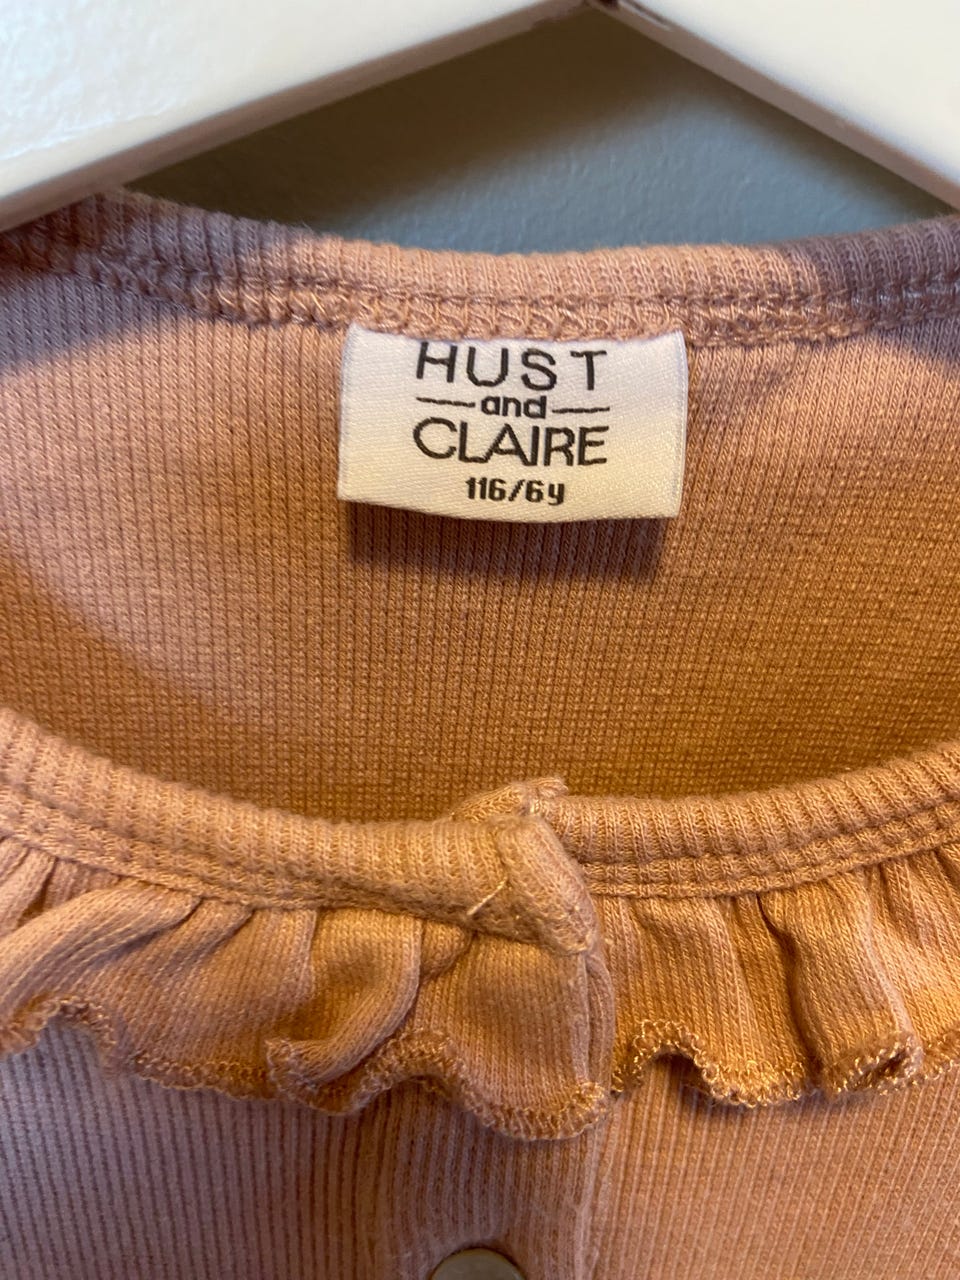 HUST
and
CLAIRE
116/6y